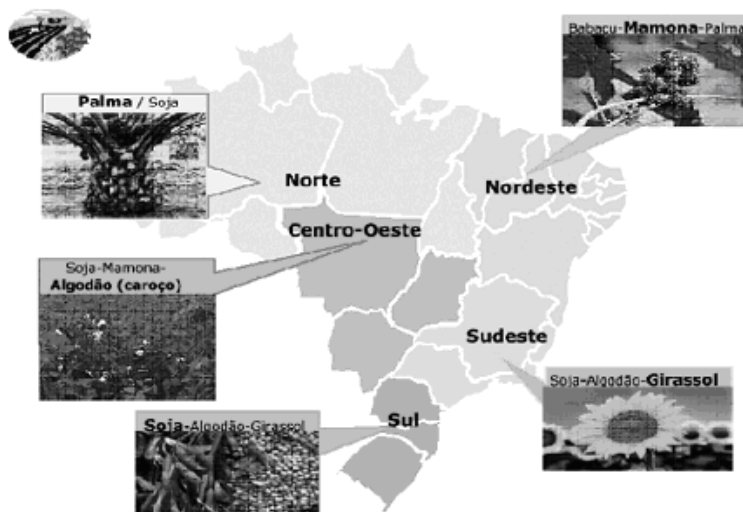 Babaçu-Mamona-Palma
Palma / Soja
Norte
Nordeste
Centro-Oeste
Soja-Mamona-
Algodão (caroço)
Sudeste
Soja-Algodão-Girassol
Soja-Algodão-Girassol
Sul